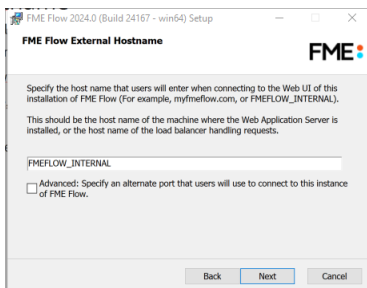 FME Flow 2024.0 (Build 24167 - win64) Setup
FME Flow External Hostname
FME
Specify the host name that users will enter when connecting to the Web UI of this
installation of FME Flow (For example, myfmeflow.com, or FMEFLOW_INTERNAL).
This should be the host name of the machine where the Web Application Server is
installed, or the host name of the load balancer handling requests.
FMEFLOW_INTERNAL
Advanced: Specify an alternate port that users will use to connect to this instance
of FME Flow.
Back Next Cancel